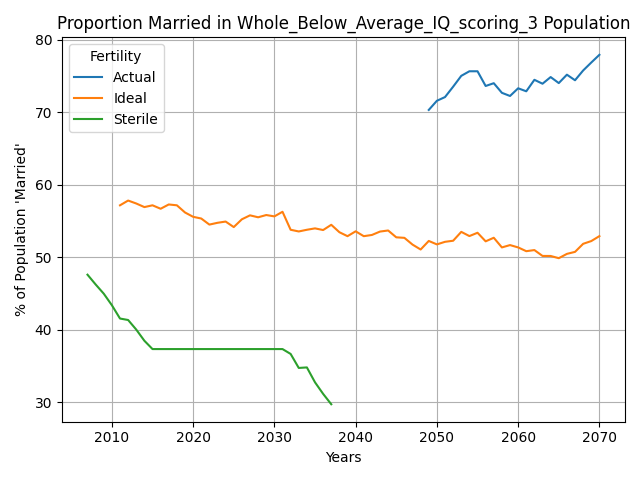 Proportion Married in Whole_Below_Average_IQ_scoring_3 Population
% of Population 'Married'
80
70
60
50
40
30
Fertility
Actual
Ideal
Sterile
2010 2020 2030 2040 2050 2060 2070
Years